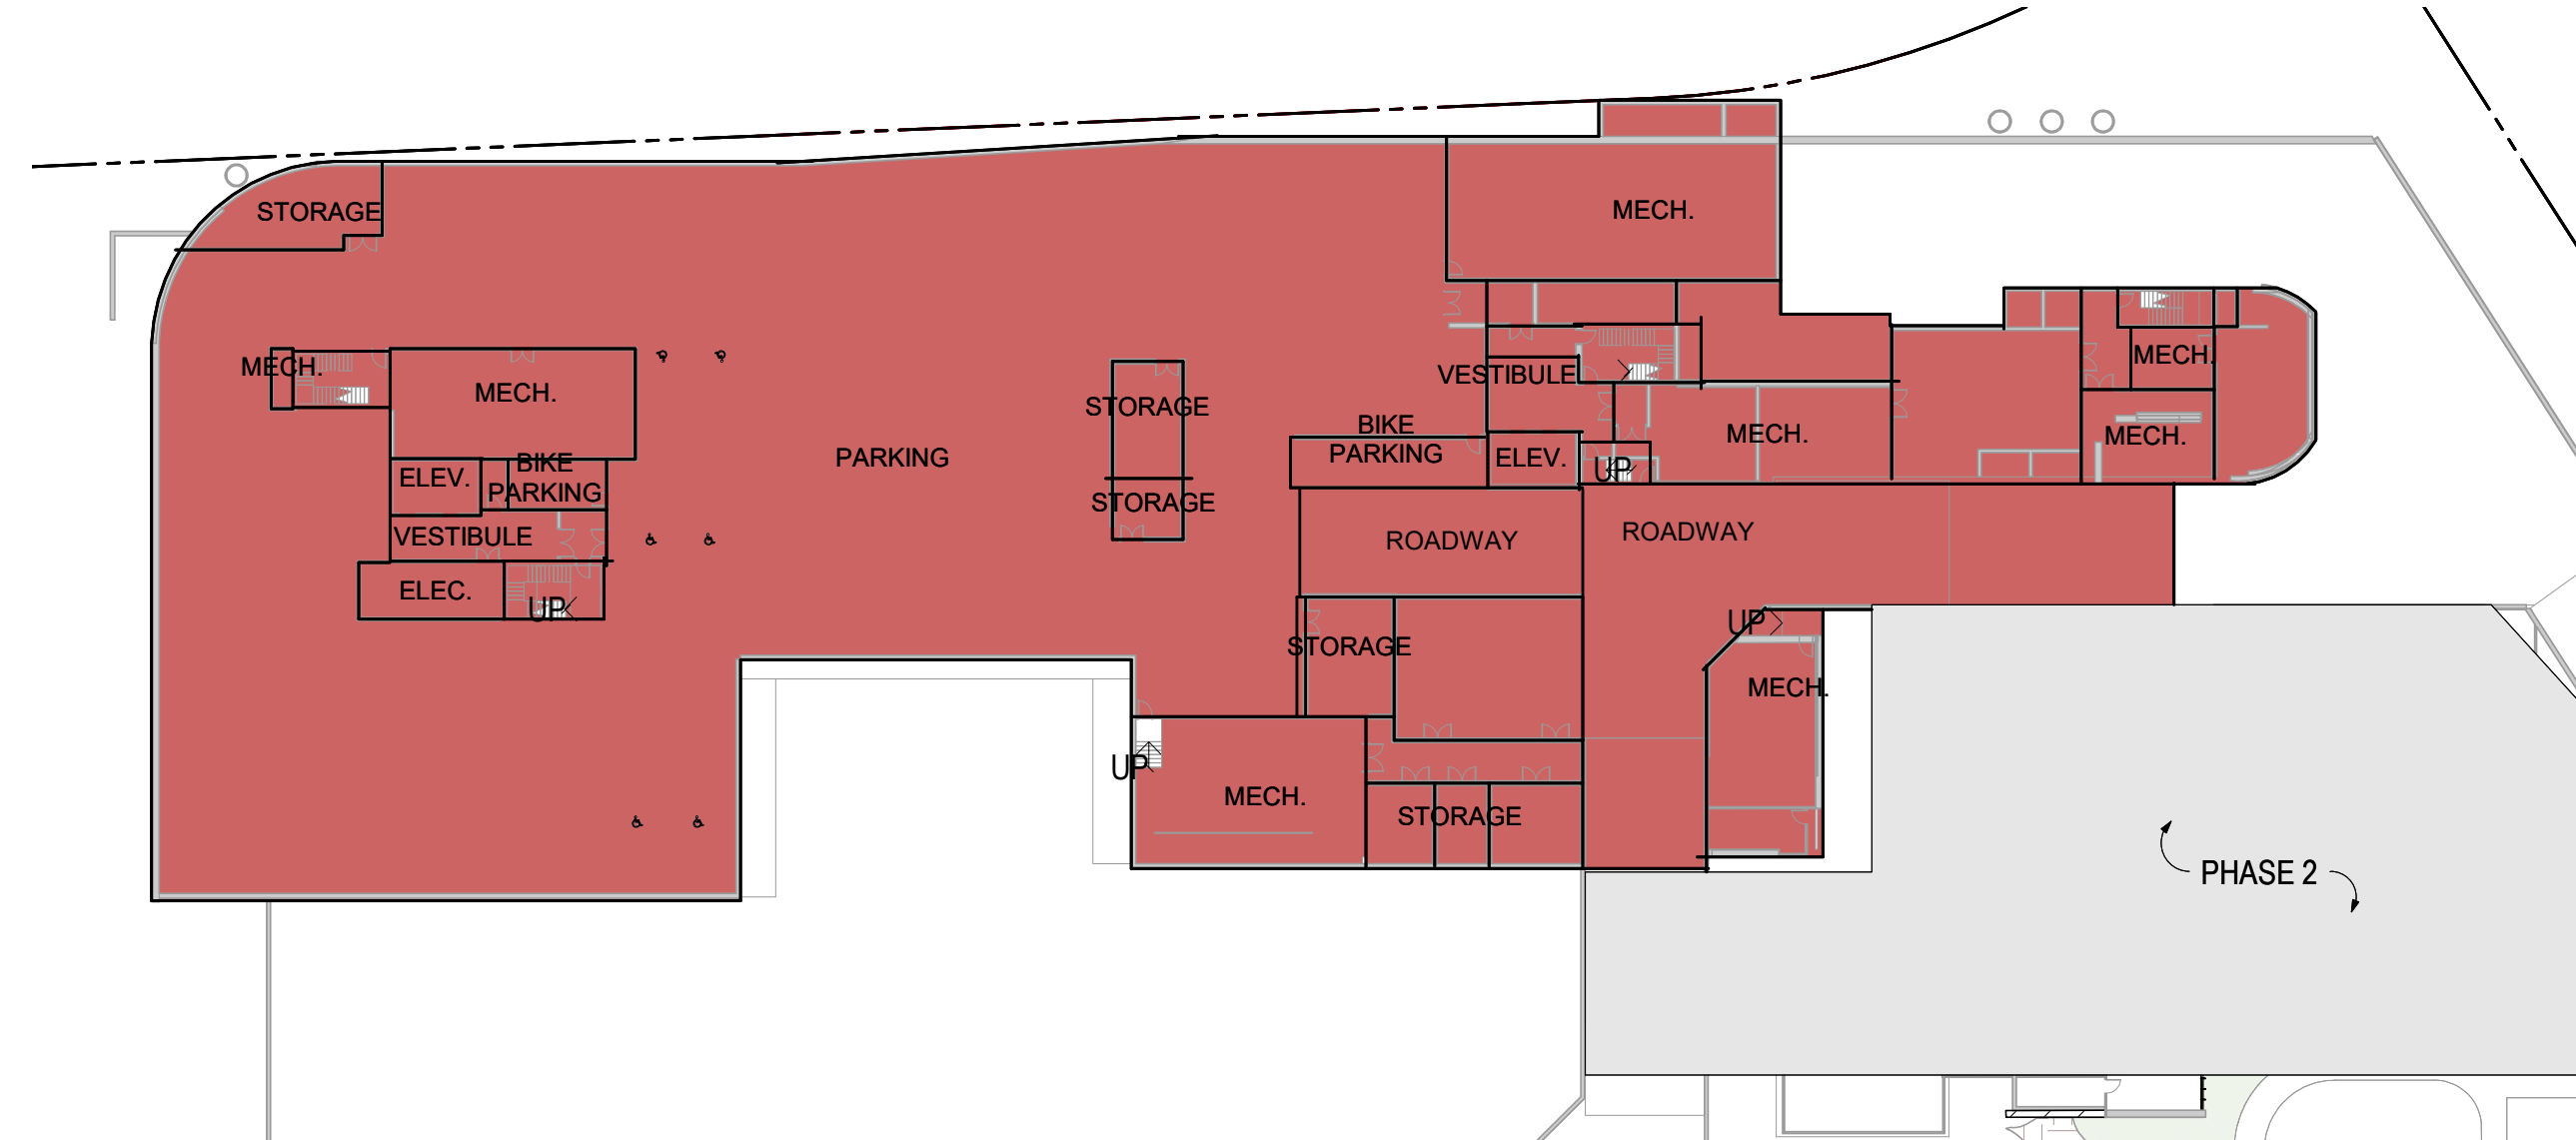 STORAGE
MECH.
MECH.
MECH.
ELEV.
BIKE
PARKING
VESTIBULE
ELEC.
UP
PARKING
STORAGE
STORAGE
MECH.
VESTIBULE
BIKE
PARKING
ELEV.
UP
MECH.
MECH.
MECH.
ROADWAY
ROADWAY
STORAGE
UP
MECH.
UP
MECH.
STORAGE
PHASE 2